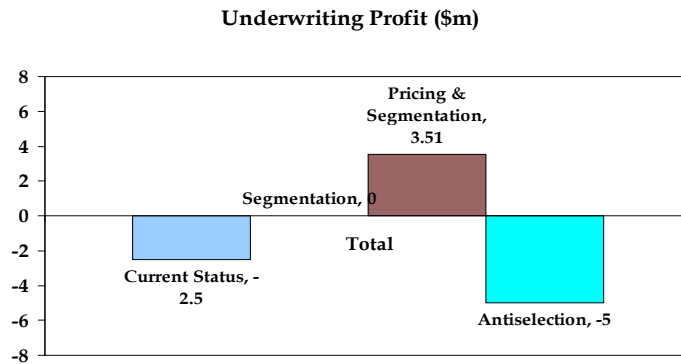 Underwriting Profit ($m)
8
6
4
2
0
-2
-4
-6
-8
Pricing &
Segmentation,
3.51
Segmentation, 0
Total
Current Status, -
2.5
Antiselection, -5